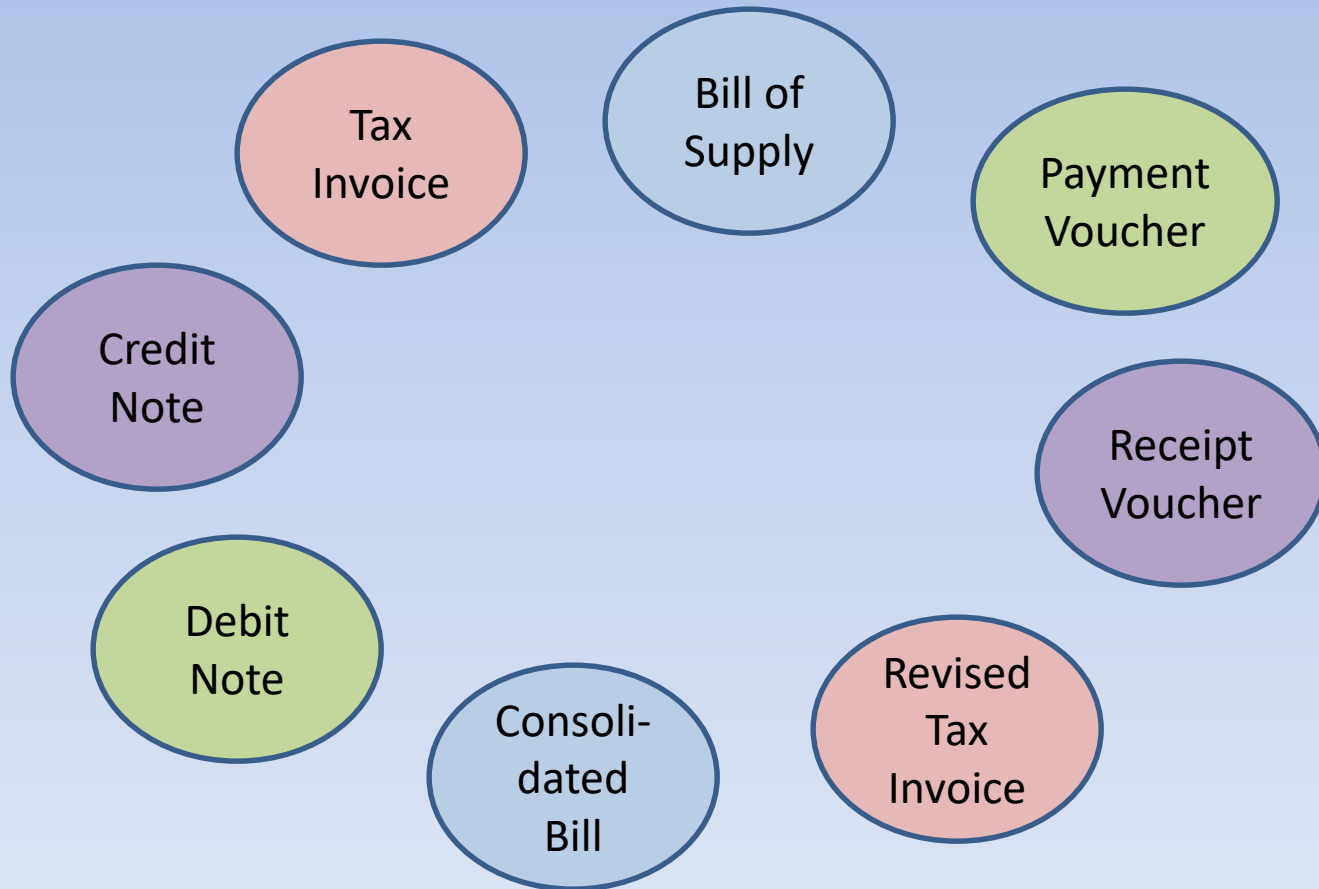 Tax
Invoice
Bill of
Supply
Payment
Voucher
Credit
Note
Receipt
Voucher
Debit
Note
Consoli-
dated
Bill
Revised
Tax
Invoice